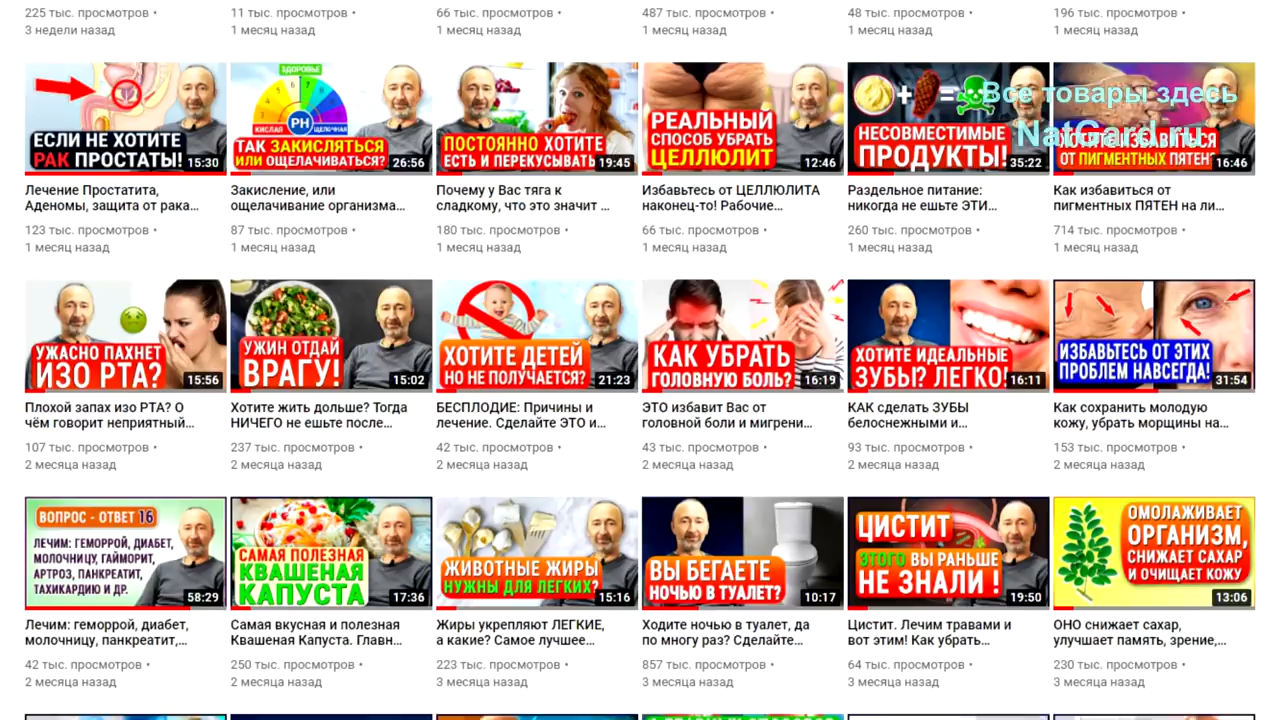 225 тыс. просмотров •
3 недели назад
11 тыс. просмотров •
1 месяц назад
66 тыс. просмотров •
1 месяц назад
487 тыс. просмотров •
1 месяц назад
48 тыс. просмотров •
1 месяц назад
196 тыс. просмотров •
1 месяц назад
ЕСЛИ НЕ ХОТИТЕ
РАК ПРОСТАТЫ!
15:30
Лечение Простатита,
Аденомы, защита от рака...
123 тыс. просмотров •
1 месяц назад
ЗДОРОВЬЕ
6 7 8
PH
КИСЛАЯ
ЩЕЛОЧНАЯ
ТАК ЗАКИСЛЯТЬСЯ
ИЛИ ОЩЕЛАЧИВАТЬСЯ?
26:56
Закисление, или
ощелачивание организма...
87 тыс. просмотров •
1 месяц назад
ПОСТОЯННО ХОТИТЕ
ЕСТЬ И ПЕРЕКУСЫВАТЬ
19:45
Почему у Вас тяга к
сладкому, что это значит ...
180 тыс. просмотров •
1 месяц назад
РЕАЛЬНЫЙ
СПОСОБ УБРАТЬ
ЦЕЛЛЮЛИТ
12:46
Избавьтесь от ЦЕЛЛЮЛИТА
наконец-то! Рабочие...
66 тыс. просмотров •
1 месяц назад
+ =
НЕСОВМЕСТИМЫЕ
ПРОДУКТЫ!
35:22
Раздельное питание:
никогда не ешьте ЭТИ...
260 тыс. просмотров •
1 месяц назад
Все товары здесь
NatGard.ru
ОТ ПИГМЕНТНЫХ ПЯТЕН?
16:46
Как избавиться от
пигментных ПЯТЕН на ли...
714 тыс. просмотров •
1 месяц назад
УЖАСНО ПАХНЕТ
ИЗО РТА?
15:56
Плохой запах изо РТА? О
чём говорит неприятный...
107 тыс. просмотров •
2 месяца назад
УЖИН ОТДАЙ
ВРАГУ!
15:02
Хотите жить дольше? Тогда
НИЧЕГО не ешьте после...
237 тыс. просмотров •
2 месяца назад
ХОТИТЕ ДЕТЕЙ
НО НЕ ПОЛУЧАЕТСЯ?
21:23
БЕСПЛОДИЕ: Причины и
лечение. Сделайте ЭТО и...
42 тыс. просмотров •
2 месяца назад
КАК УБРАТЬ
ГОЛОВНУЮ БОЛЬ?
16:19
ЭТО избавит Вас от
головной боли и мигрени...
43 тыс. просмотров •
2 месяца назад
ХОТИТЕ ИДЕАЛЬНЫЕ
ЗУБЫ? ЛЕГКО!
16:11
КАК сделать ЗУБЫ
белоснежными и...
93 тыс. просмотров •
2 месяца назад
ИЗБАВЬТЕСЬ ОТ ЭТИХ
ПРОБЛЕМ НАВСЕГДА!
31:54
Как сохранить молодую
кожу, убрать морщины на...
153 тыс. просмотров •
2 месяца назад
ВОПРОС - ОТВЕТ 16
ЛЕЧИМ: ГЕМОРРОЙ, ДИАБЕТ,
МОЛОЧНИЦУ, ГАЙМОРИТ,
АРТРОЗ, ПАНКРЕАТИТ,
ТАХИКАРДИЮ И ДР.
58:29
Лечим: геморрой, диабет,
молочницу, панкреатит,...
42 тыс. просмотров •
2 месяца назад
САМАЯ ПОЛЕЗНАЯ
КВАШЕНАЯ
КАПУСТА
17:36
Самая вкусная и полезная
Квашеная Капуста. Главн...
250 тыс. просмотров •
2 месяца назад
ЖИВОТНЫЕ ЖИРЫ
НУЖНЫ ДЛЯ ЛЕГКИХ?
15:16
Жиры укрепляют ЛЕГКИЕ,
а какие? Самое лучшее...
223 тыс. просмотров •
3 месяца назад
ВЫ БЕГАЕТЕ
НОЧЬЮ В ТУАЛЕТ?
10:17
Ходите ночью в туалет, да
по многу раз? Сделайте...
857 тыс. просмотров •
3 месяца назад
ЦИСТИТ
ЭТОГО ВЫ РАНЬШЕ
НЕ ЗНАЛИ !
19:50
Цистит. Лечим травами и
вот этим! Как убрать...
64 тыс. просмотров •
3 месяца назад
ОМОЛАЖИВАЕТ
ОРГАНИЗМ,
СНИЖАЕТ САХАР
И ОЧИЩАЕТ КОЖУ
13:06
ОНО снижает сахар,
улучшает память, зрение,...
230 тыс. просмотров •
3 месяца назад